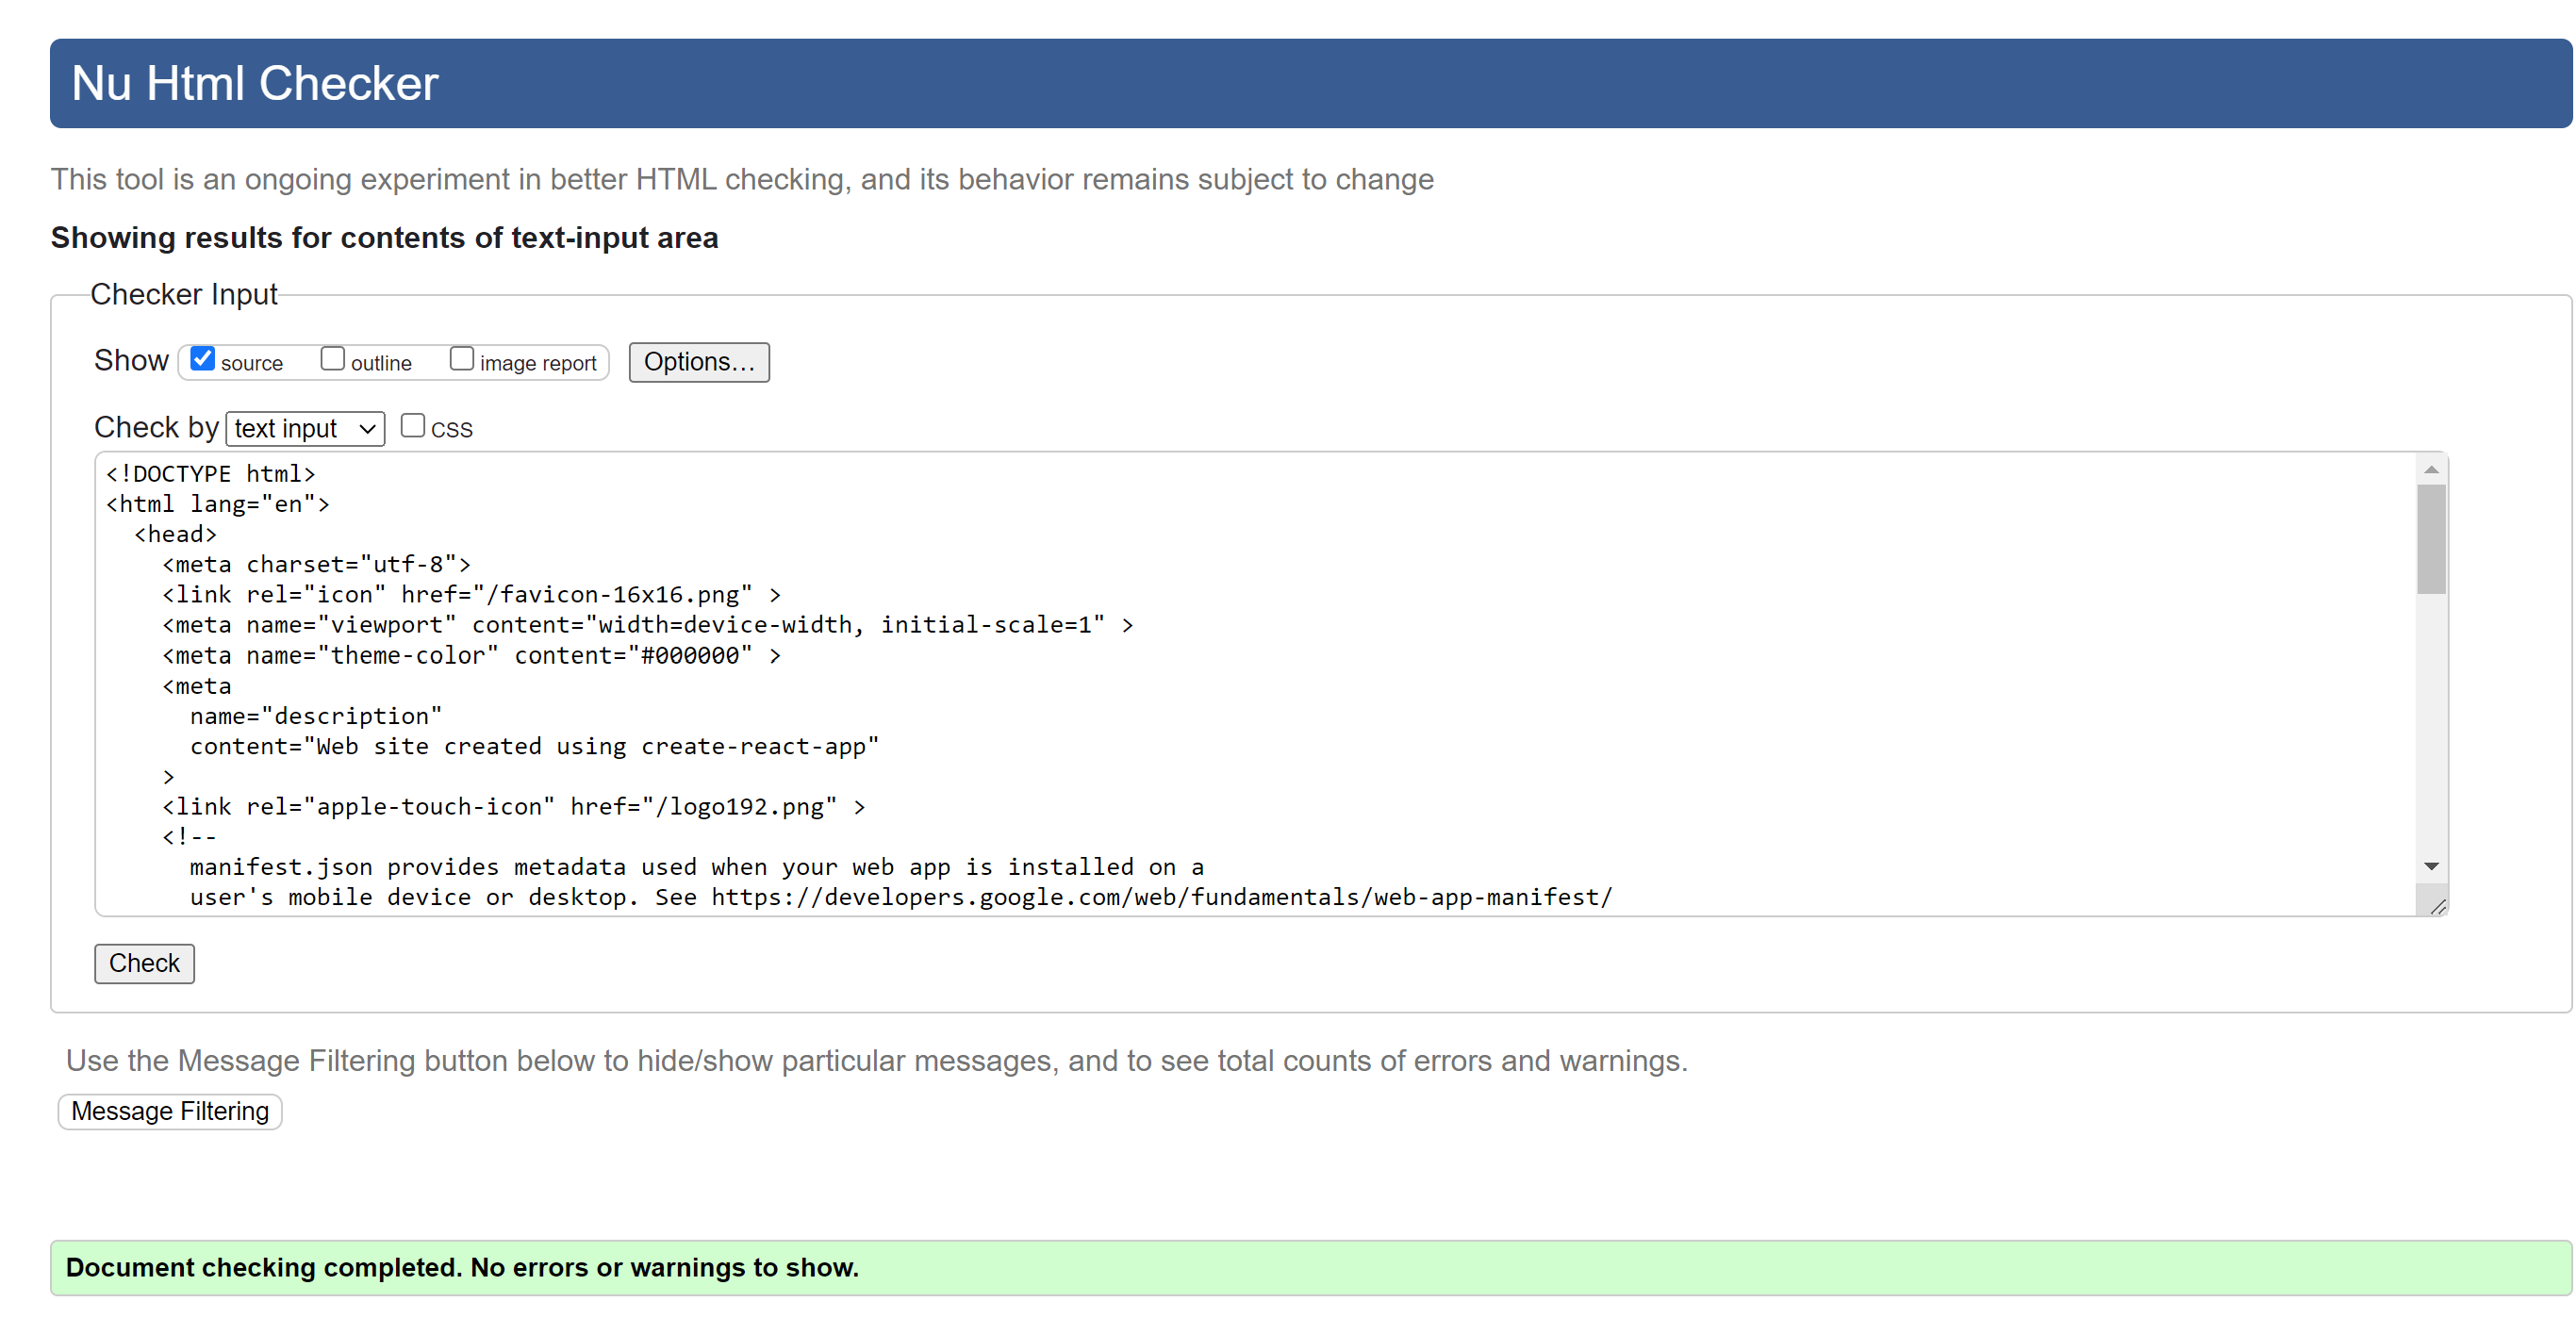 Nu Html Checker
This tool is an ongoing experiment in better HTML checking, and its behavior remains subject to change
Showing results for contents of text-input area
Checker Input
Show source outline image report Options...
Check by text input CSS
<!DOCTYPE html>
<html lang="en">
  <head>
    <meta charset="utf-8">
    <link rel="icon" href="/favicon-16x16.png" >
    <meta name="viewport" content="width=device-width, initial-scale=1" >
    <meta name="theme-color" content="#000000" >
    <meta
      name="description"
      content="Web site created using create-react-app"
    >
    <link rel="apple-touch-icon" href="/logo192.png" >
    <!--
      manifest.json provides metadata used when your web app is installed on a
      user's mobile device or desktop. See https://developers.google.com/web/fundamentals/web-app-manifest/
Check
Use the Message Filtering button below to hide/show particular messages, and to see total counts of errors and warnings.
Message Filtering
Document checking completed. No errors or warnings to show.